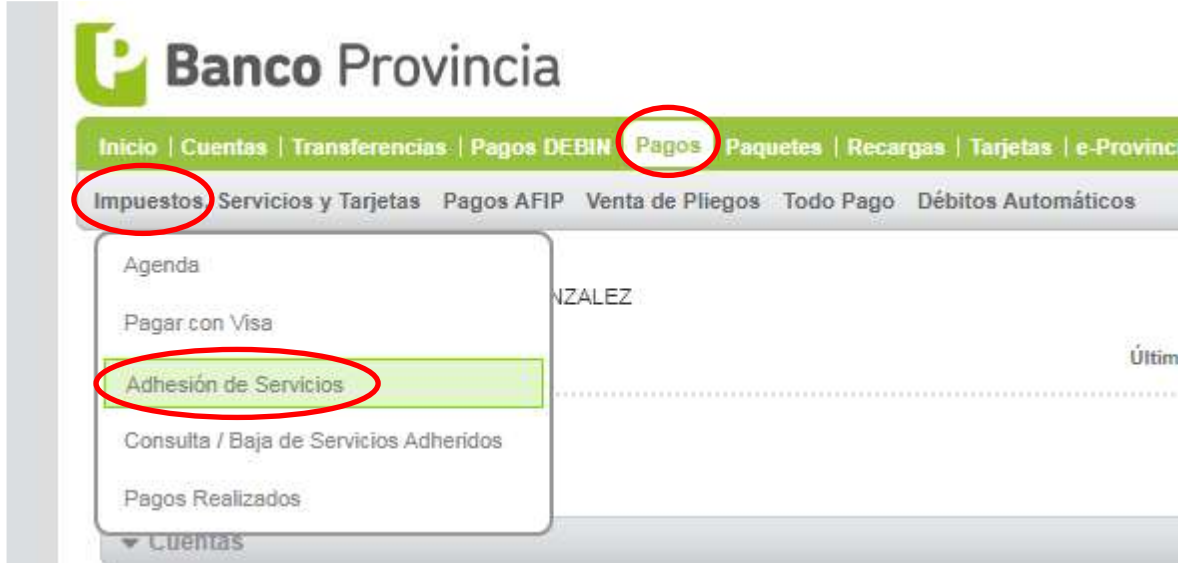 Banco Provincia
Inicio | Cuentas | Transferencias | Pagos DEBIN | Pagos Paquetes | Recargas | Tarjetas | e-Provinc
Impuestos, Servicios y Tarjetas Pagos AFIP Venta de Pliegos Todo Pago Débitos Automáticos
Agenda
NZALEZ
Pagar con Visa
Últim
Adhesión de Servicios
Consulta / Baja de Servicios Adheridos
Pagos Realizados
Cuentas